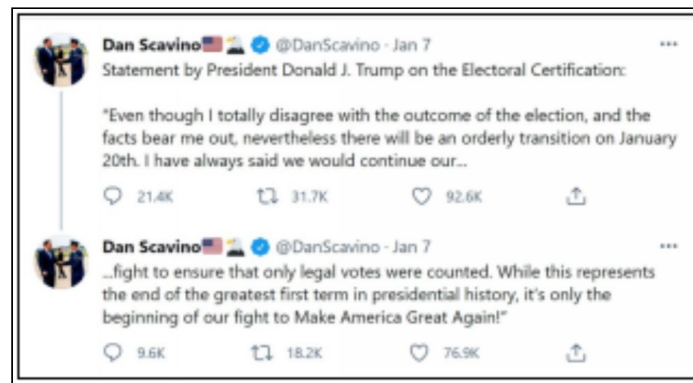 Dan Scavino🇺🇸🦅 @DanScavino · Jan 7
Statement by President Donald J. Trump on the Electoral Certification:
"Even though I totally disagree with the outcome of the election, and the
facts bear me out, nevertheless there will be an orderly transition on January
20th. I have always said we would continue our...
21.4K 31.7K 92.6K
Dan Scavino🇺🇸🦅 @DanScavino · Jan 7
...fight to ensure that only legal votes were counted. While this represents
the end of the greatest first term in presidential history, it's only the
beginning of our fight to Make America Great Again!"
9.6K 18.2K 76.9K